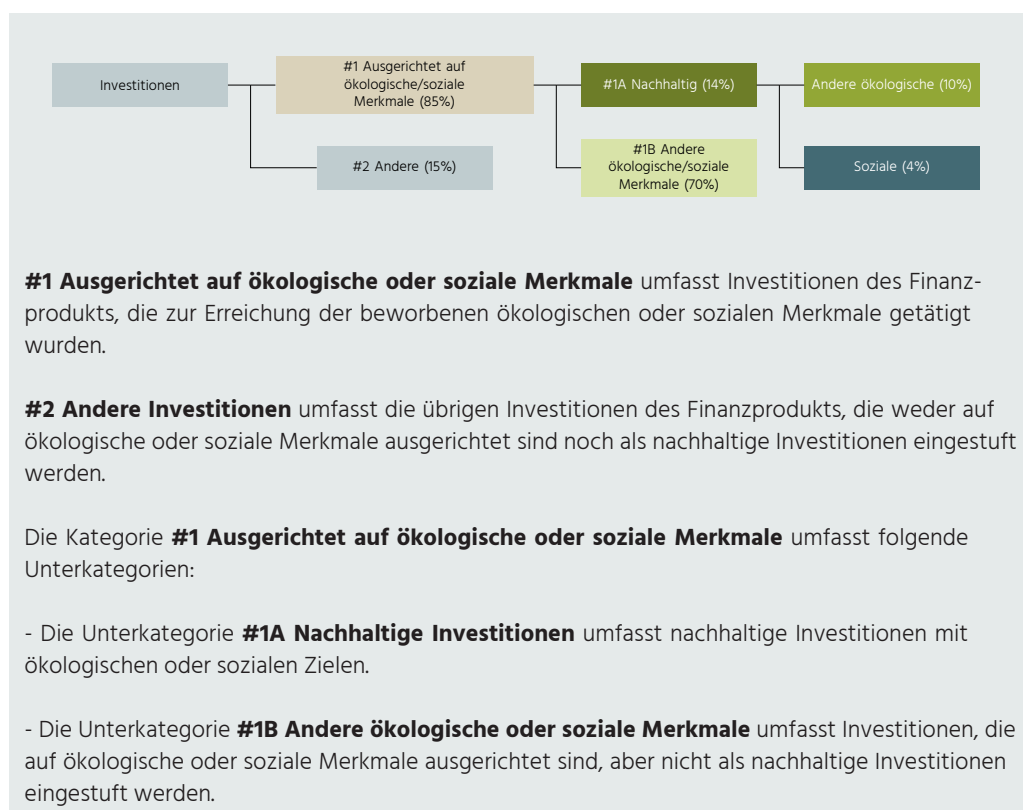 Investitionen
#1 Ausgerichtet auf
ökologische/soziale
Merkmale (85%)
#2 Andere (15%)
#1A Nachhaltig (14%)
#1B Andere
ökologische/soziale
Merkmale (70%)
Andere ökologische (10%)
Soziale (4%)
#1 Ausgerichtet auf ökologische oder soziale Merkmale umfasst Investitionen des Finanz-
produkts, die zur Erreichung der beworbenen ökologischen oder sozialen Merkmale getätigt
wurden.
#2 Andere Investitionen umfasst die übrigen Investitionen des Finanzprodukts, die weder auf
ökologische oder soziale Merkmale ausgerichtet sind noch als nachhaltige Investitionen eingestuft
werden.
Die Kategorie #1 Ausgerichtet auf ökologische oder soziale Merkmale umfasst folgende
Unterkategorien:
- Die Unterkategorie #1A Nachhaltige Investitionen umfasst nachhaltige Investitionen mit
ökologischen oder sozialen Zielen.
- Die Unterkategorie #1B Andere ökologische oder soziale Merkmale umfasst Investitionen, die
auf ökologische oder soziale Merkmale ausgerichtet sind, aber nicht als nachhaltige Investitionen
eingestuft werden.